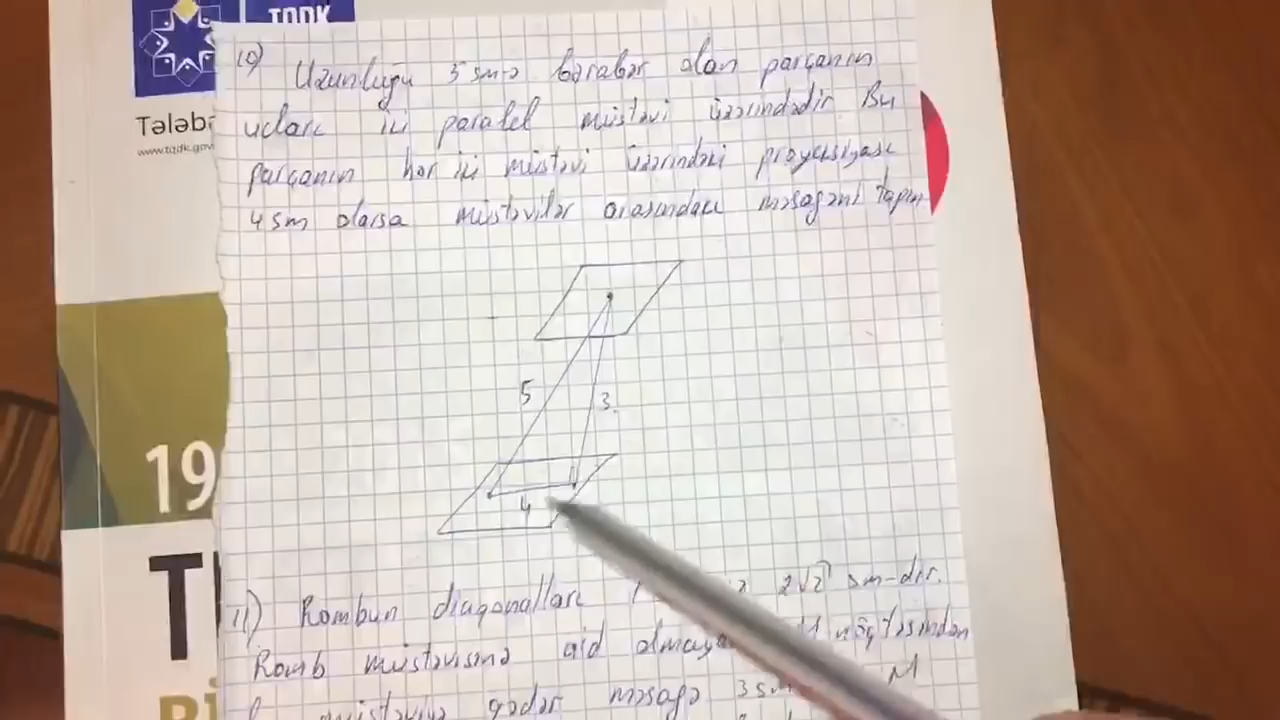 TQDK
Tələb
www.tqdk.gov
10) Uzunluğu 5 sm-ə bərabər olan parçanın
ucları iki paralel müstəvi üzərindədir Bu
parçanın hər iki müstəvi üzərindəki proyeksiyası
4 sm olarsa müstəvilər arasındakı məsafəni tapın
5
3
4
19
11) Rombun diaqonalları 2√2 sm-dir.
Romb müstəvisinə aid olmayan M nöqtəsindən
müstəviyə qədər məsafə 3 sm M